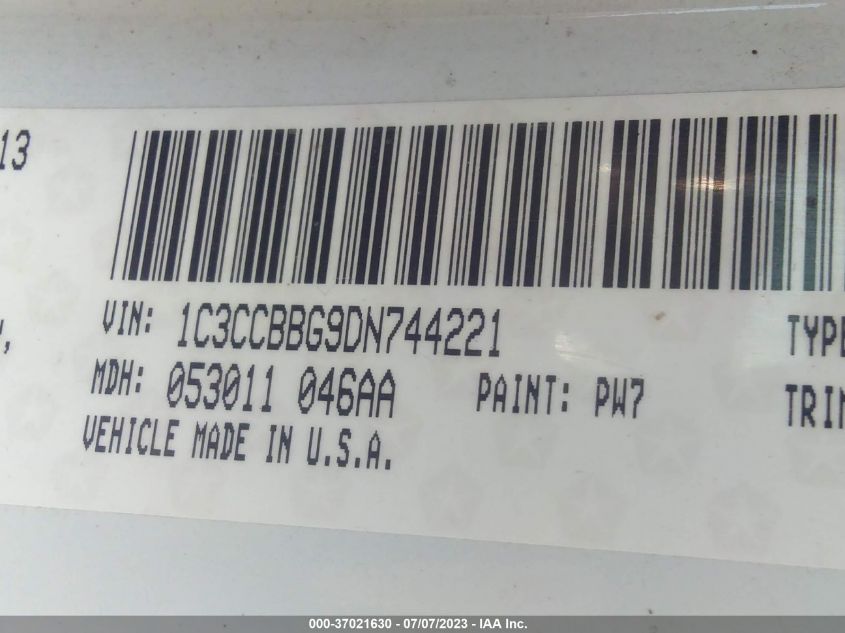 13
VIN: 1C3CCBBG9DN744221
TYPE
MDH: 053011 046AA
PAINT: PW7
TRIM
VEHICLE MADE IN U.S.A.
000-37021630 - 07/07/2023 - IAA Inc.